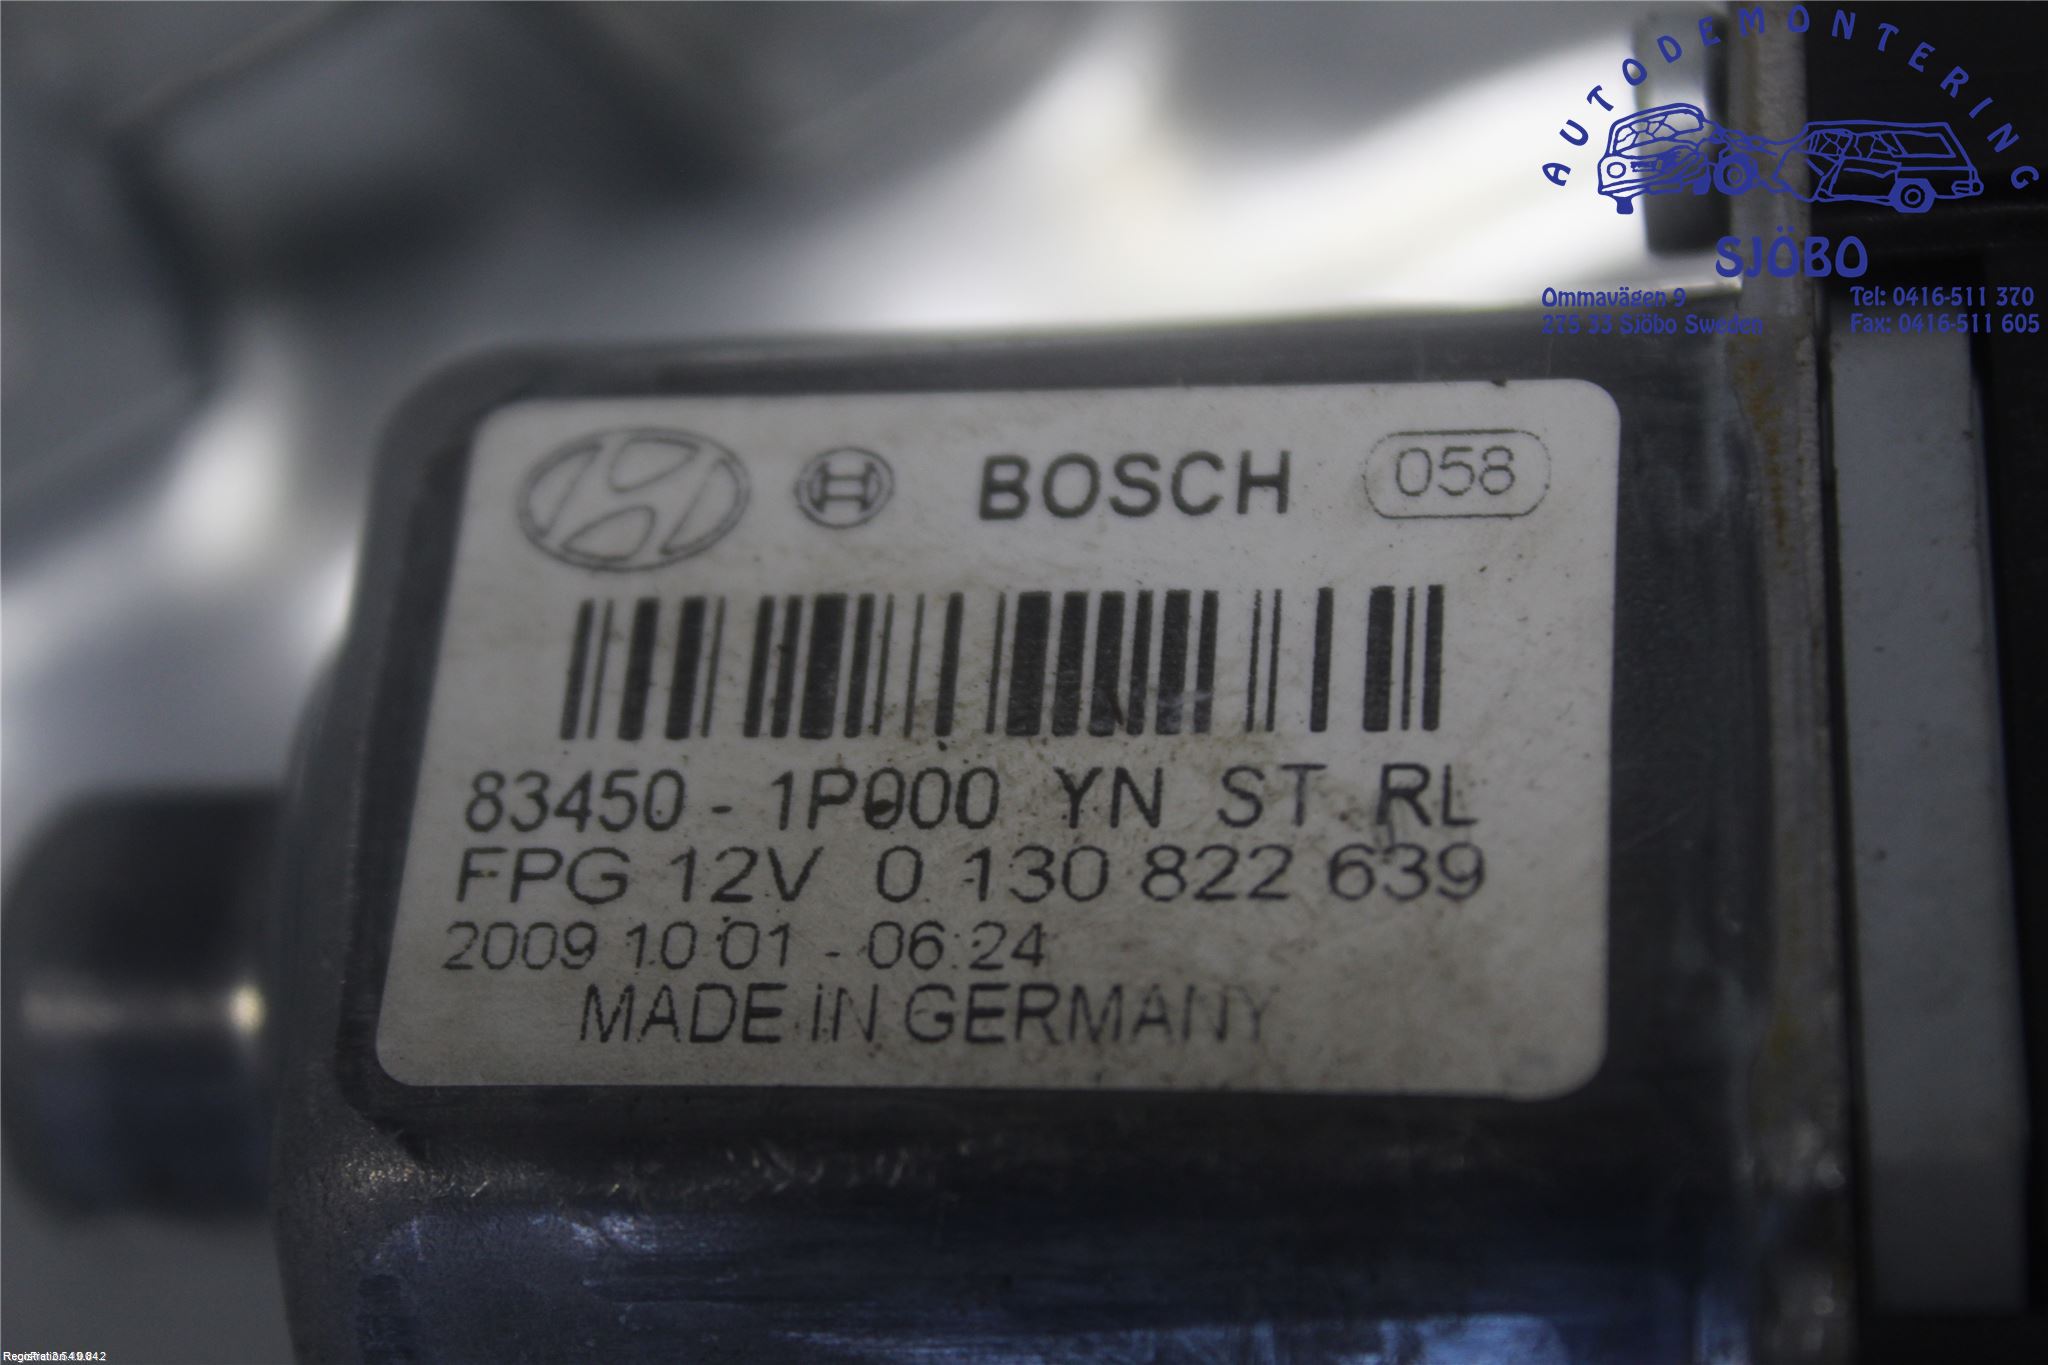 AUTODEMONTERING
SJÖBO
Ommavägen 9
275 33 Sjöbo Sweden
Tel: 0416-511 370
Fax: 0416-511 605
BOSCH 058
83450 - 1P000 YN ST RL
FPG 12V 0 130 822 639
2009 10 01 - 06:24
MADE IN GERMANY